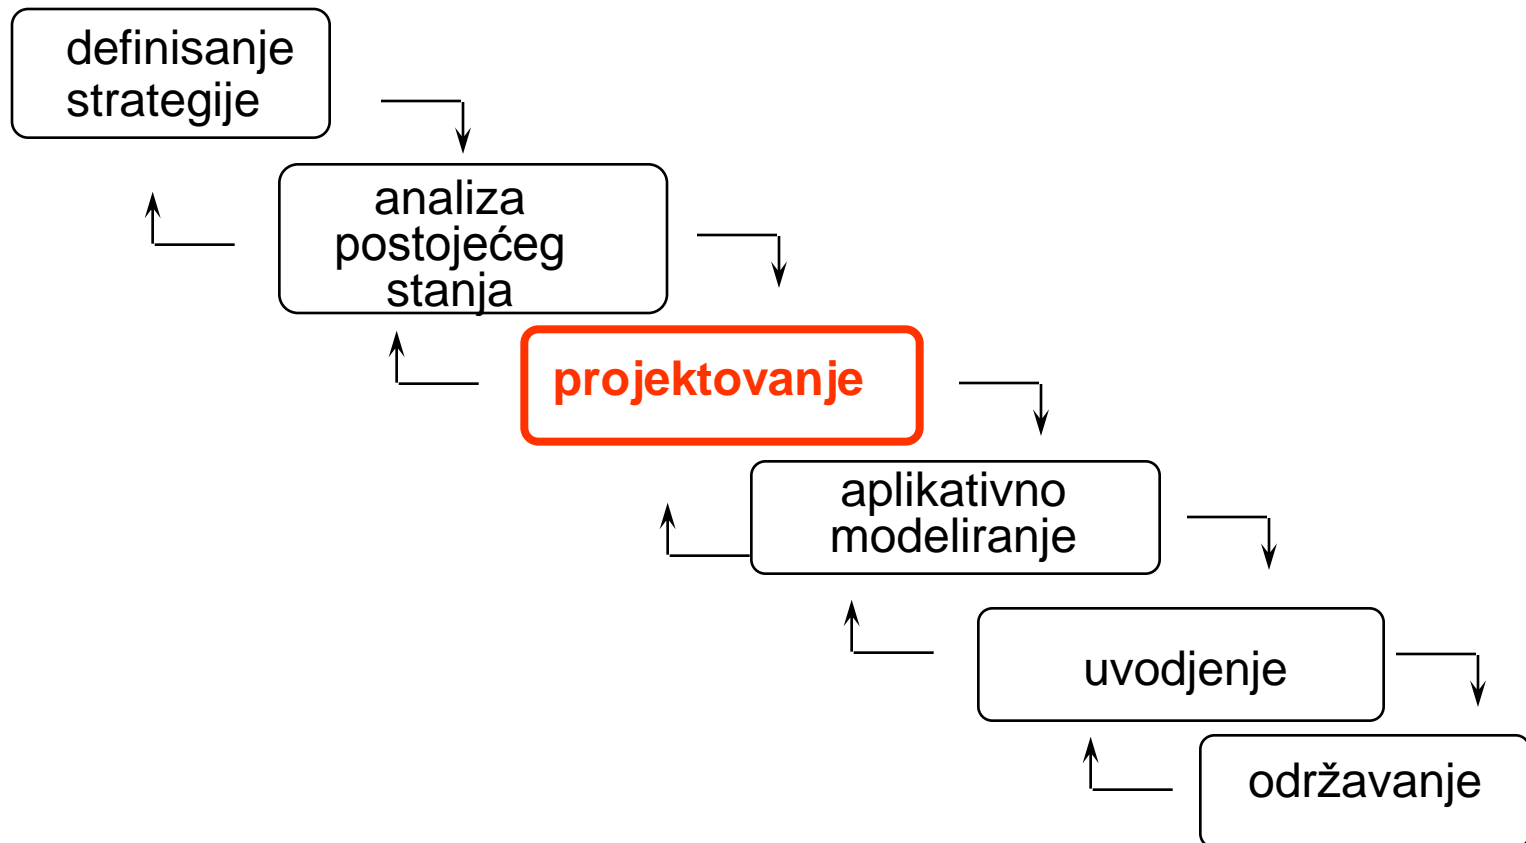 definisanje
strategije
analiza
postojećeg
stanja
projektovanje
aplikativno
modeliranje
uvodjenje
održavanje